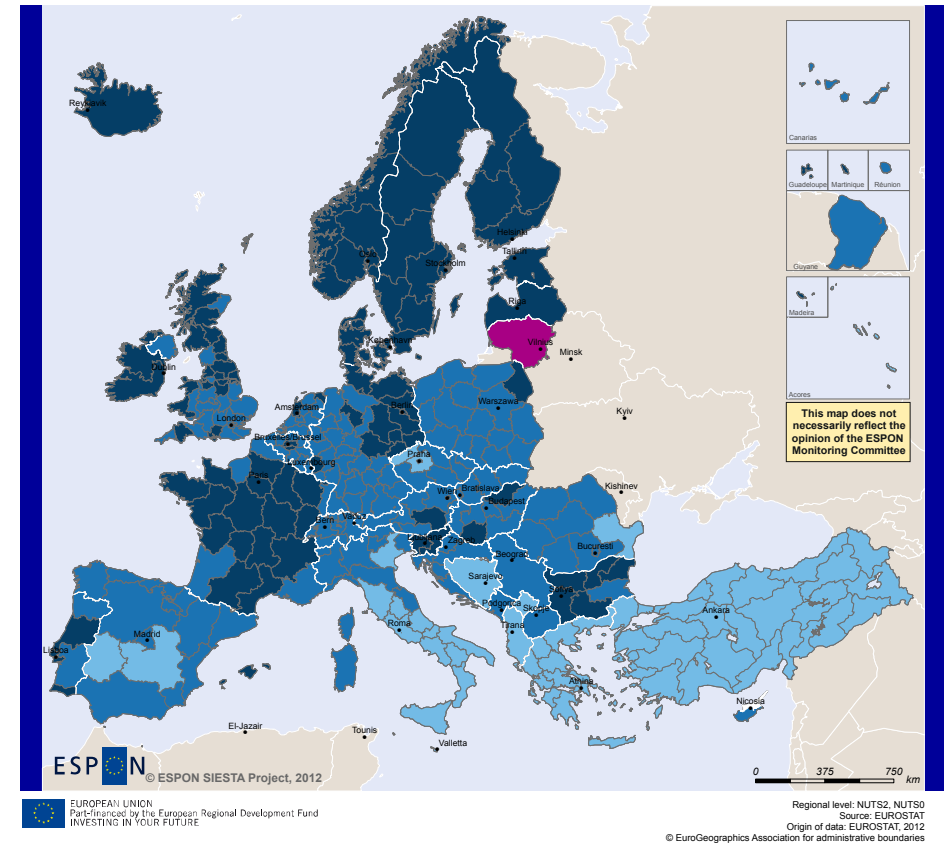 Reykjavik
Canarias
Guadeloupe
Martinique
Réunion
Guyane
Madeira
Acores
Helsinki
Tallinn
Oslo
Stockholm
Riga
København
Vilnius
Minsk
Dublin
London
Amsterdam
Berlin
Warszawa
Kyiv
Bruxelles/Brussel
Luxembourg
Praha
Paris
Wien
Bratislava
Budapest
Kishinev
Bern
Vaduz
Ljubljana
Zagreb
Beograd
Bucuresti
Sarajevo
Sofiya
Podgorica
Skopje
Tirana
Roma
Ankara
Madrid
Lisboa
Athina
Nicosia
El-Jazair
Tounis
Valletta
This map does not
necessarily reflect the
opinion of the ESPON
Monitoring Committee
ESPON
© ESPON SIESTA Project, 2012
0 375 750
km
EUROPEAN UNION
Part-financed by the European Regional Development Fund
INVESTING IN YOUR FUTURE
Regional level: NUTS2, NUTS0
Source: EUROSTAT
Origin of data: EUROSTAT, 2012
© EuroGeographics Association for administrative boundaries